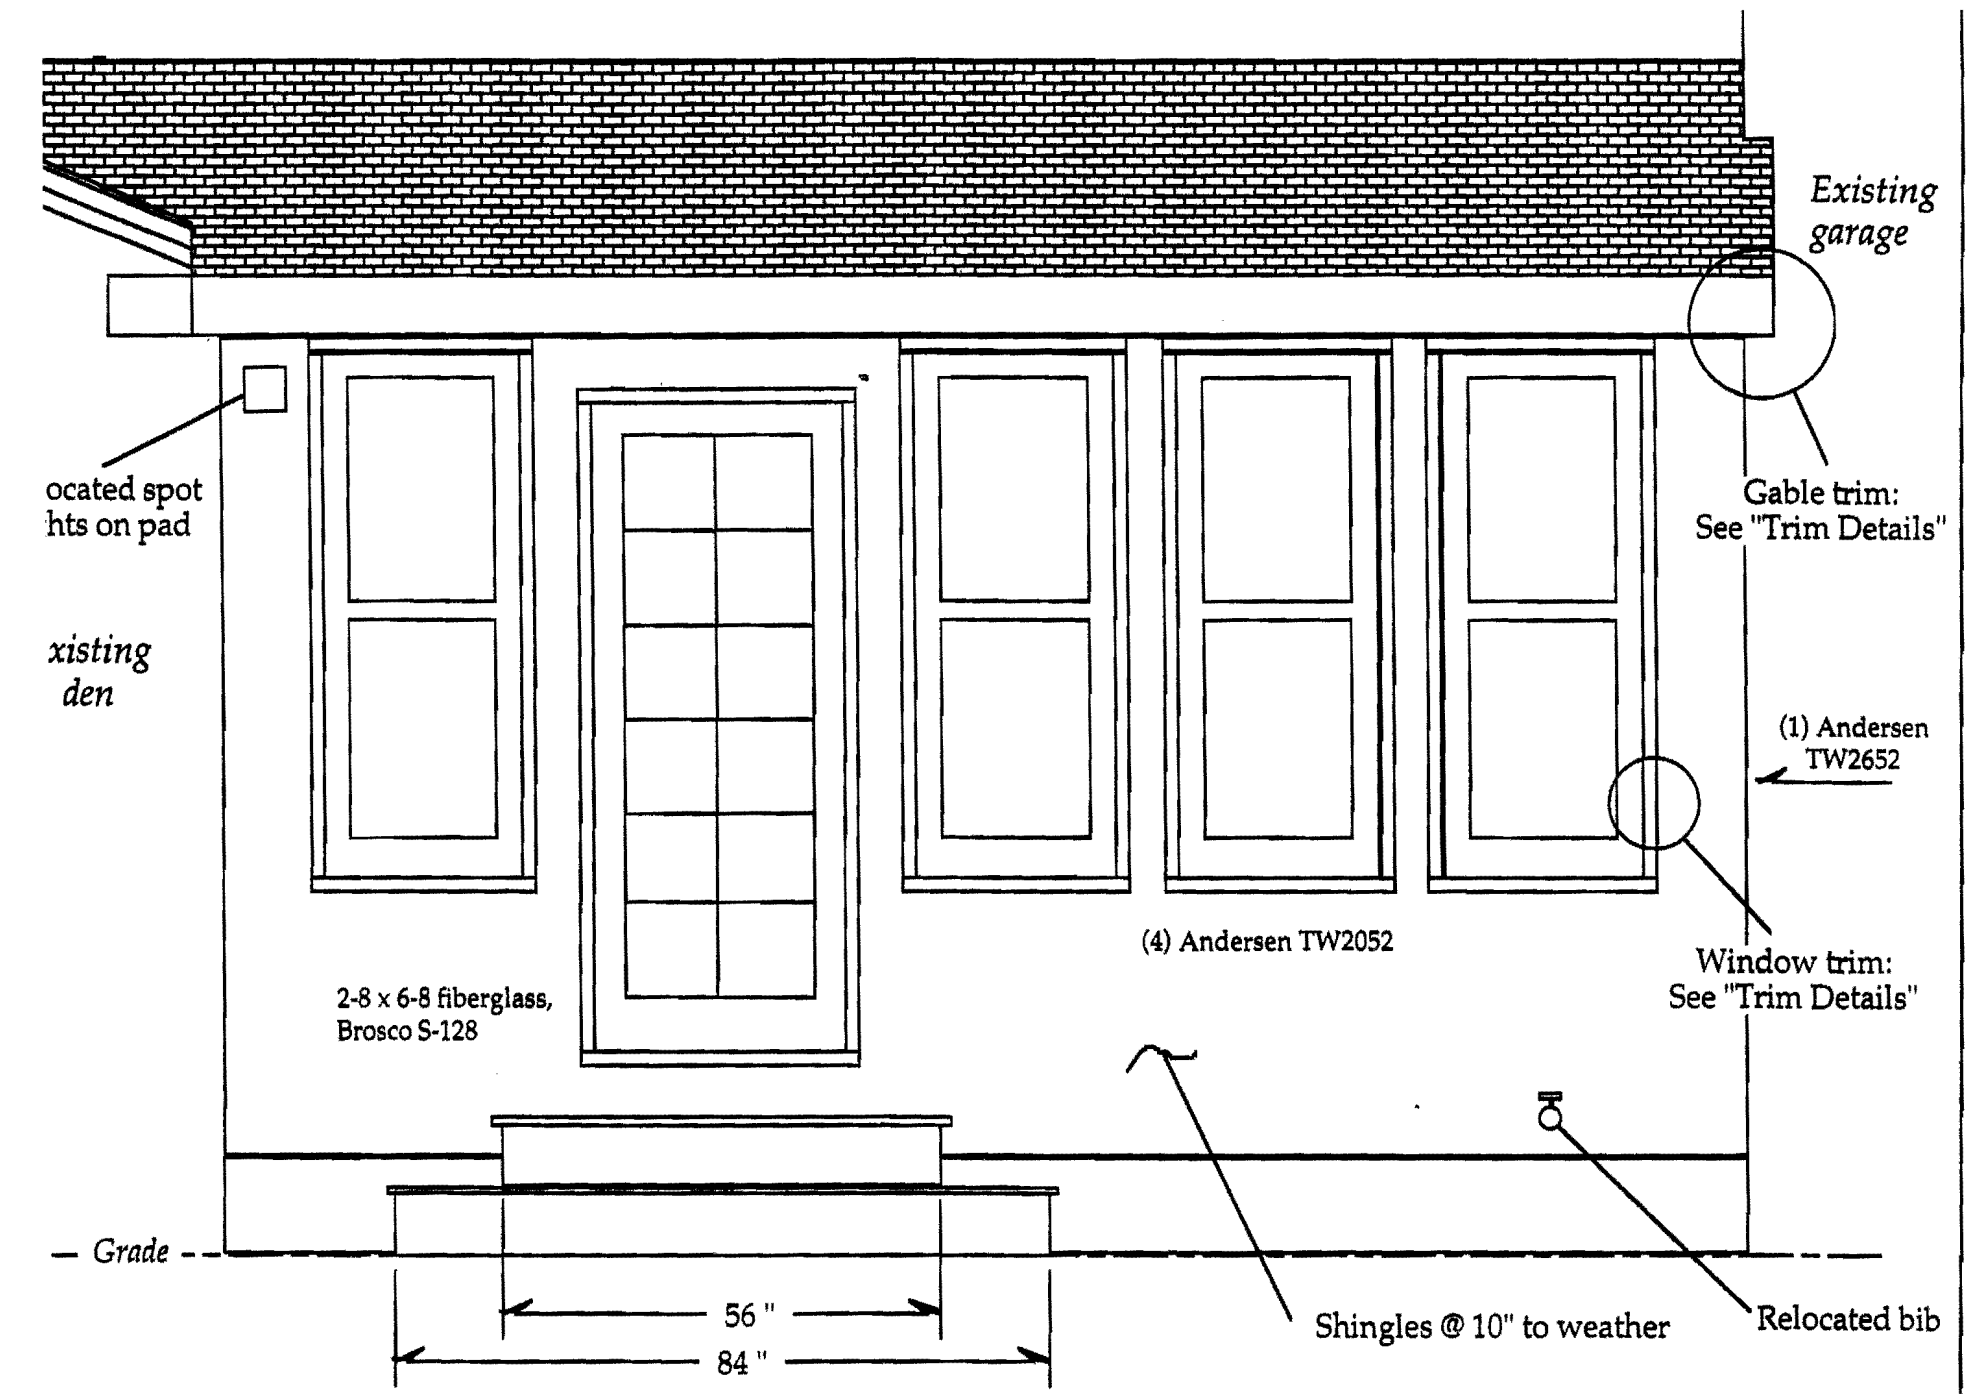 Existing
garage
ocated spot
hts on pad
Gable trim:
See "Trim Details"
xisting
den
(1) Andersen
TW2652
(4) Andersen TW2052
Window trim:
See "Trim Details"
2-8 x 6-8 fiberglass,
Brosco S-128
Grade
56 "
84 "
Shingles @ 10" to weather
Relocated bib